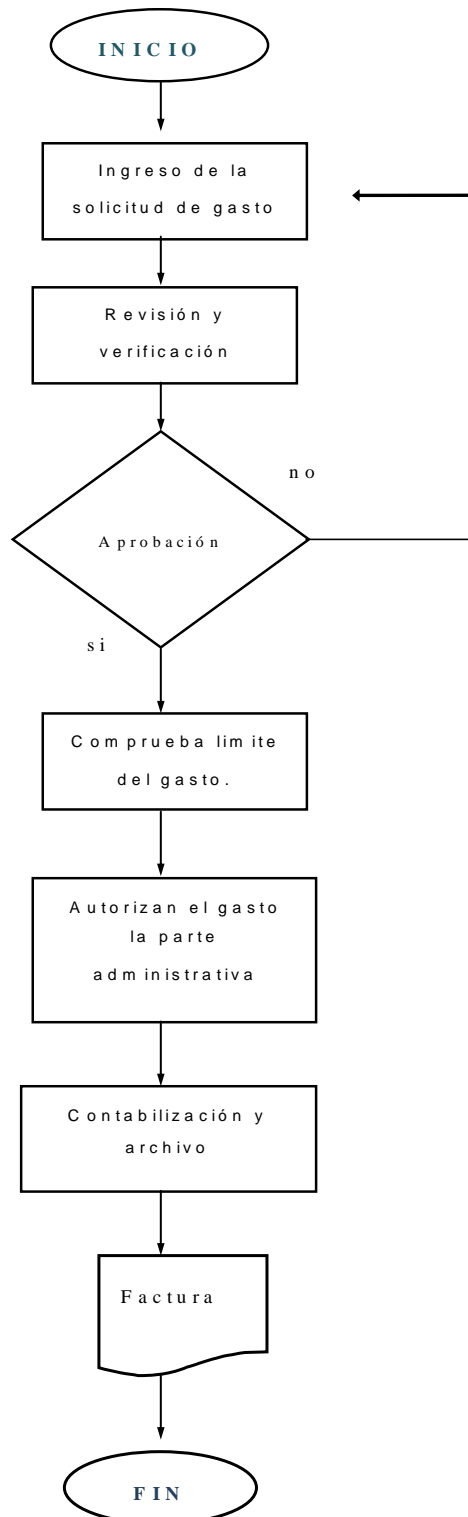 INICIO
Ingreso de la
solicitud de gasto
Revisión y
verificación
no
Aprobación
si
Comprueba limite
del gasto.
Autorizan el gasto
la parte
administrativa
Contabilización y
archivo
Factura
FIN